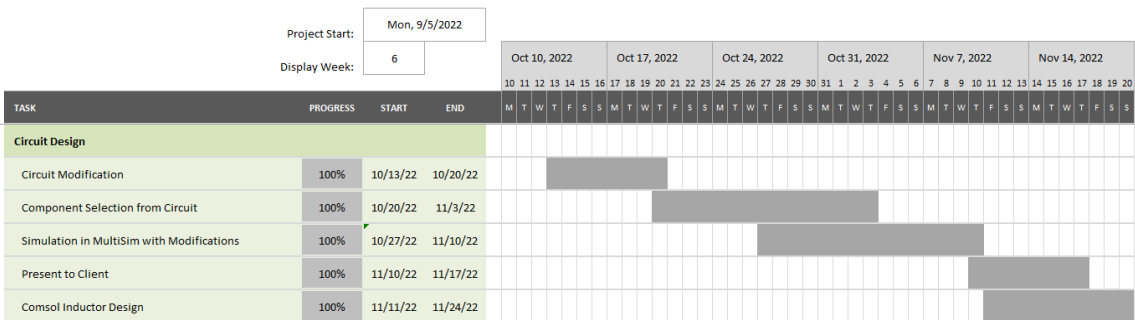 Project Start: Mon, 9/5/2022
Display Week: 6
Oct 10, 2022 Oct 17, 2022 Oct 24, 2022 Oct 31, 2022 Nov 7, 2022 Nov 14, 2022
10 11 12 13 14 15 16 17 18 19 20 21 22 23 24 25 26 27 28 29 30 31 1 2 3 4 5 6 7 8 9 10 11 12 13 14 15 16 17 18 19 20
TASK PROGRESS START END M T W T F S S M T W T F S S M T W T F S S M T W T F S S M T W T F S S M T W T F S S
Circuit Design
Circuit Modification 100% 10/13/22 10/20/22
Component Selection from Circuit 100% 10/20/22 11/3/22
Simulation in MultiSim with Modifications 100% 10/27/22 11/10/22
Present to Client 100% 11/10/22 11/17/22
Comsol Inductor Design 100% 11/11/22 11/24/22